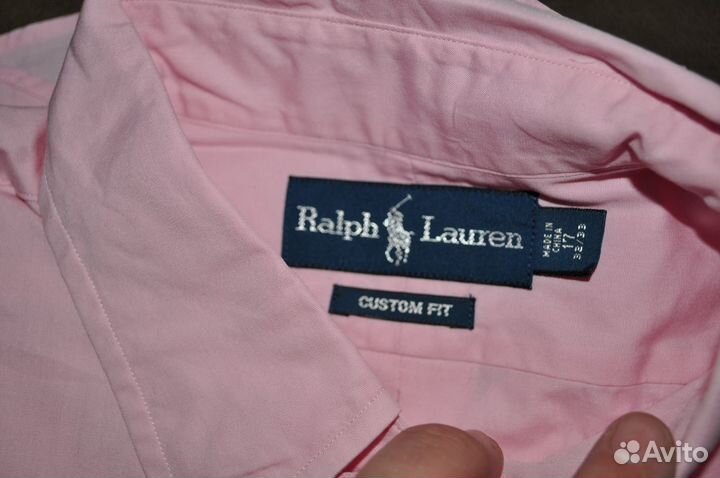 Ralph Lauren
MADE IN
CHINA
17
32/33
CUSTOM FIT
Avito